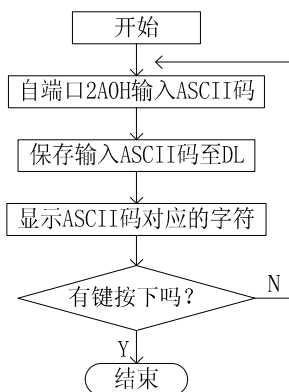 开始
自端口2A0H输入ASCII码
保存输入ASCII码至DL
显示ASCII码对应的字符
有键按下吗?
N
Y
结束